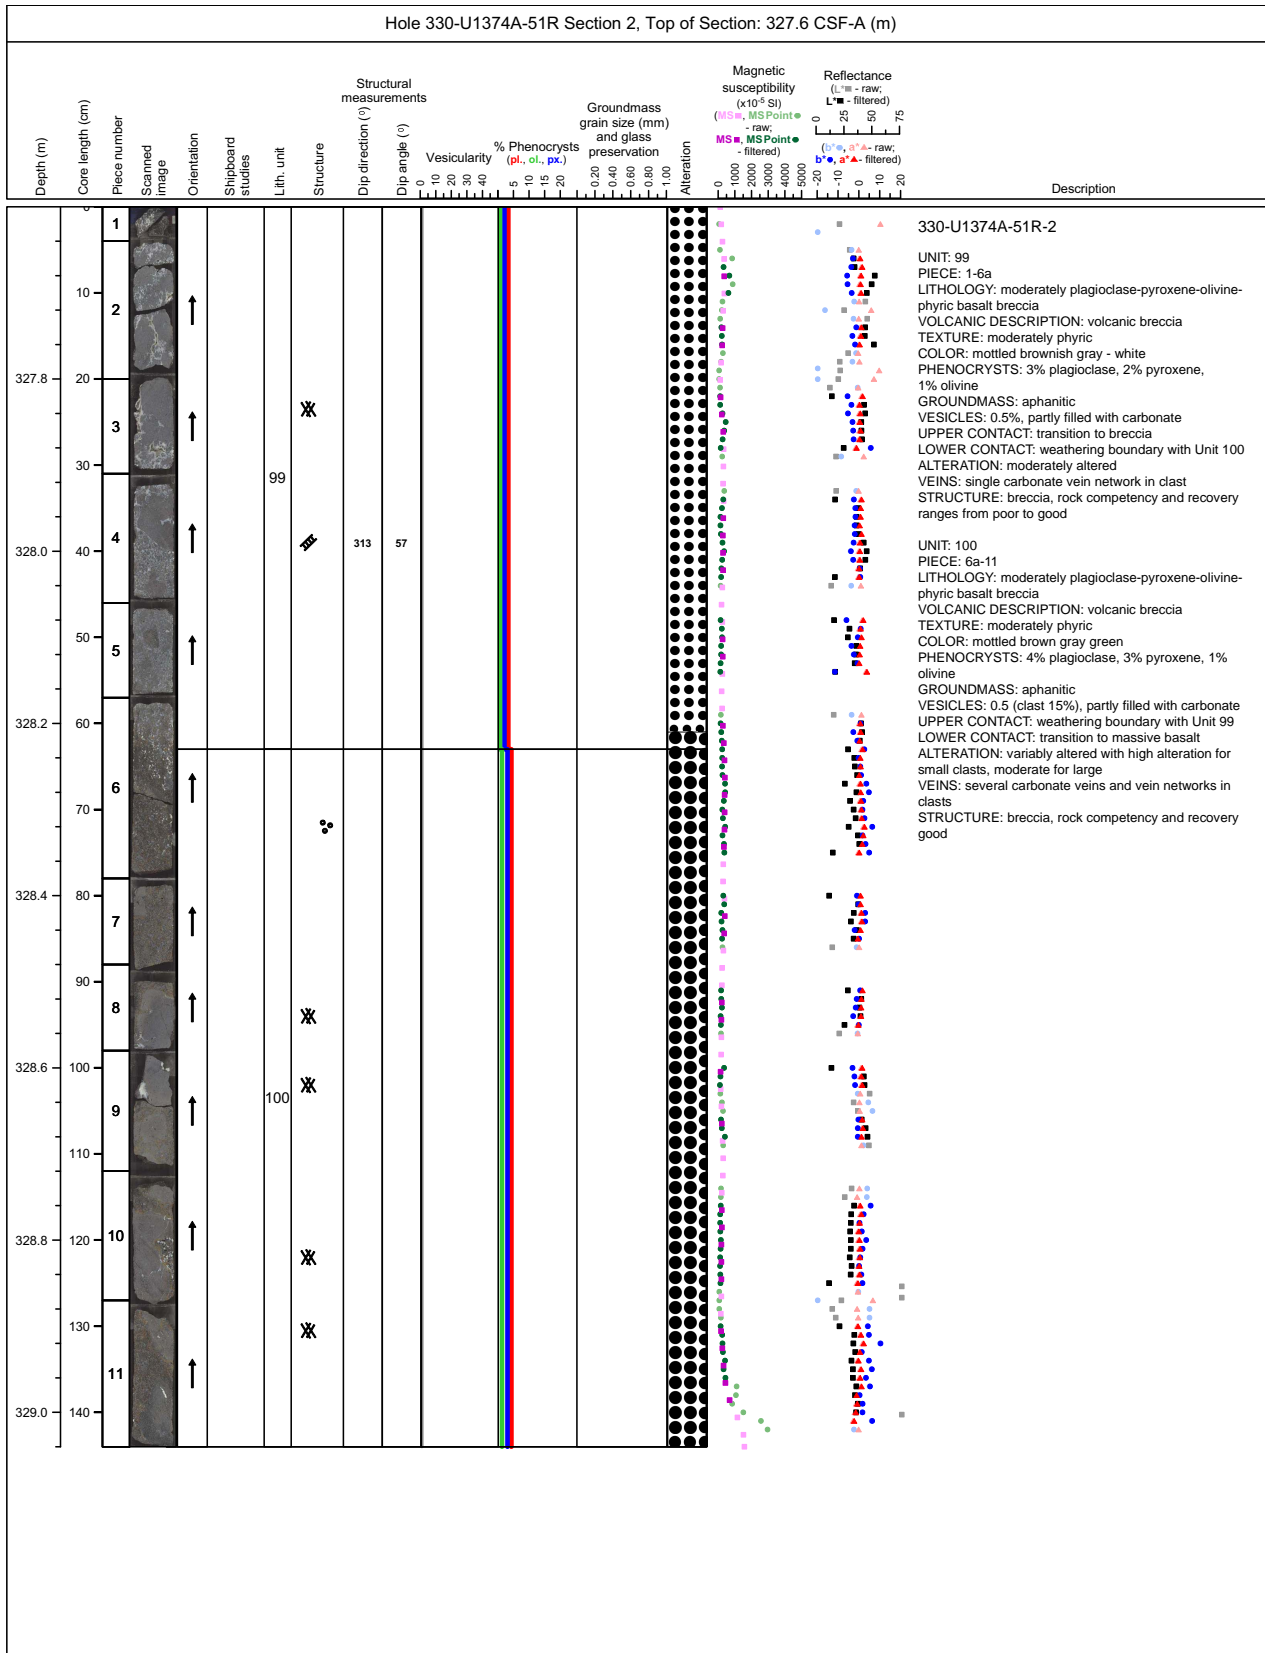 Hole 330-U1374A-51R Section 2, Top of Section: 327.6 CSF-A (m)
Depth (m)
Core length (cm)
Piece number
Scanned
image
Orientation
Shipboard
studies
Lith. unit
Structure
Structural
measurements
Dip direction (°)
Dip angle (°)
Vesicularity
0 10 20 30 40
% Phenocrysts
(pl., ol., px.)
5 10 15 20
Groundmass
grain size (mm)
and glass
preservation
0.20 0.40 0.60 0.80 1.00
Alteration
Magnetic
susceptibility
(x10-5 SI)
(MS■, MSPoint●
- raw;
MS■, MSPoint●
- filtered)
0 1000 2000 3000 4000 5000
Reflectance
(L*■ - raw;
L*■ - filtered)
0 25 50 75
(b*●, a*▲- raw;
b*●, a*▲- filtered)
-20 -10 0 10 20
Description
0
1
10
2
327.8
20
3
30
99
4
328.0
40
313
57
50
5
328.2
60
6
70
328.4
80
7
90
8
328.6
100
100
9
110
10
328.8
120
130
11
329.0
140
330-U1374A-51R-2
UNIT: 99
PIECE: 1-6a
LITHOLOGY: moderately plagioclase-pyroxene-olivine-
phyric basalt breccia
VOLCANIC DESCRIPTION: volcanic breccia
TEXTURE: moderately phyric
COLOR: mottled brownish gray - white
PHENOCRYSTS: 3% plagioclase, 2% pyroxene,
1% olivine
GROUNDMASS: aphanitic
VESICLES: 0.5%, partly filled with carbonate
UPPER CONTACT: transition to breccia
LOWER CONTACT: weathering boundary with Unit 100
ALTERATION: moderately altered
VEINS: single carbonate vein network in clast
STRUCTURE: breccia, rock competency and recovery
ranges from poor to good
UNIT: 100
PIECE: 6a-11
LITHOLOGY: moderately plagioclase-pyroxene-olivine-
phyric basalt breccia
VOLCANIC DESCRIPTION: volcanic breccia
TEXTURE: moderately phyric
COLOR: mottled brown gray green
PHENOCRYSTS: 4% plagioclase, 3% pyroxene, 1%
olivine
GROUNDMASS: aphanitic
VESICLES: 0.5 (clast 15%), partly filled with carbonate
UPPER CONTACT: weathering boundary with Unit 99
LOWER CONTACT: transition to massive basalt
ALTERATION: variably altered with high alteration for
small clasts, moderate for large
VEINS: several carbonate veins and vein networks in
clasts
STRUCTURE: breccia, rock competency and recovery
good